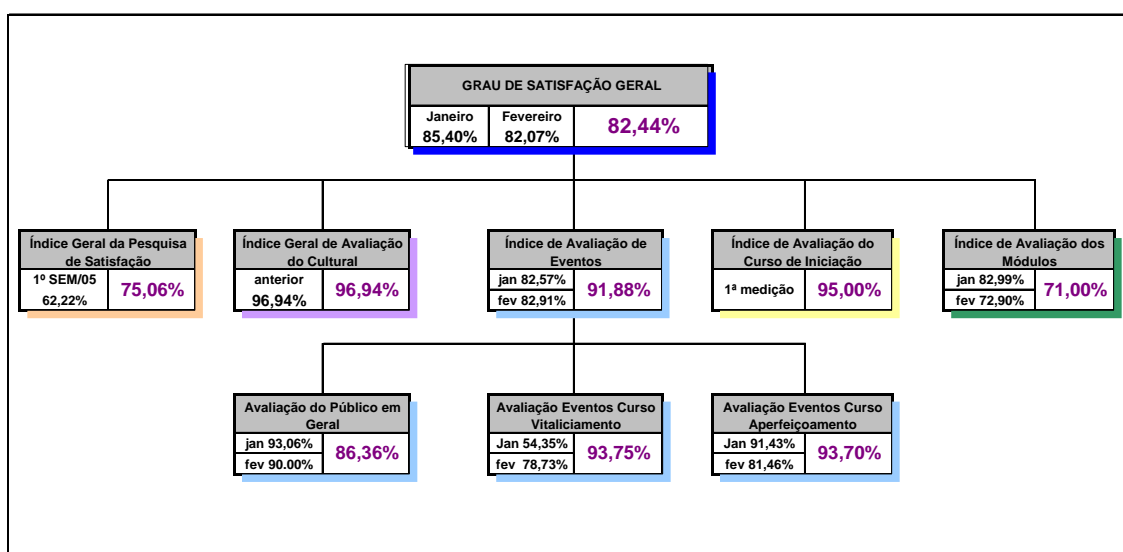 GRAU DE SATISFAÇÃO GERAL
Janeiro
85,40%
Fevereiro
82,07%
82,44%
Índice Geral da Pesquisa
de Satisfação
1º SEM/05
62,22%
75,06%
Índice Geral de Avaliação
do Cultural
anterior
96,94%
96,94%
Índice de Avaliação de
Eventos
jan 82,57%
fev 82,91%
91,88%
Índice de Avaliação do
Curso de Iniciação
1ª medição
95,00%
Índice de Avaliação dos
Módulos
jan 82,99%
fev 72,90%
71,00%
Avaliação do Público em
Geral
jan 93,06%
fev 90.00%
86,36%
Avaliação Eventos Curso
Vitaliciamento
Jan 54,35%
fev 78,73%
93,75%
Avaliação Eventos Curso
Aperfeiçoamento
Jan 91,43%
fev 81,46%
93,70%